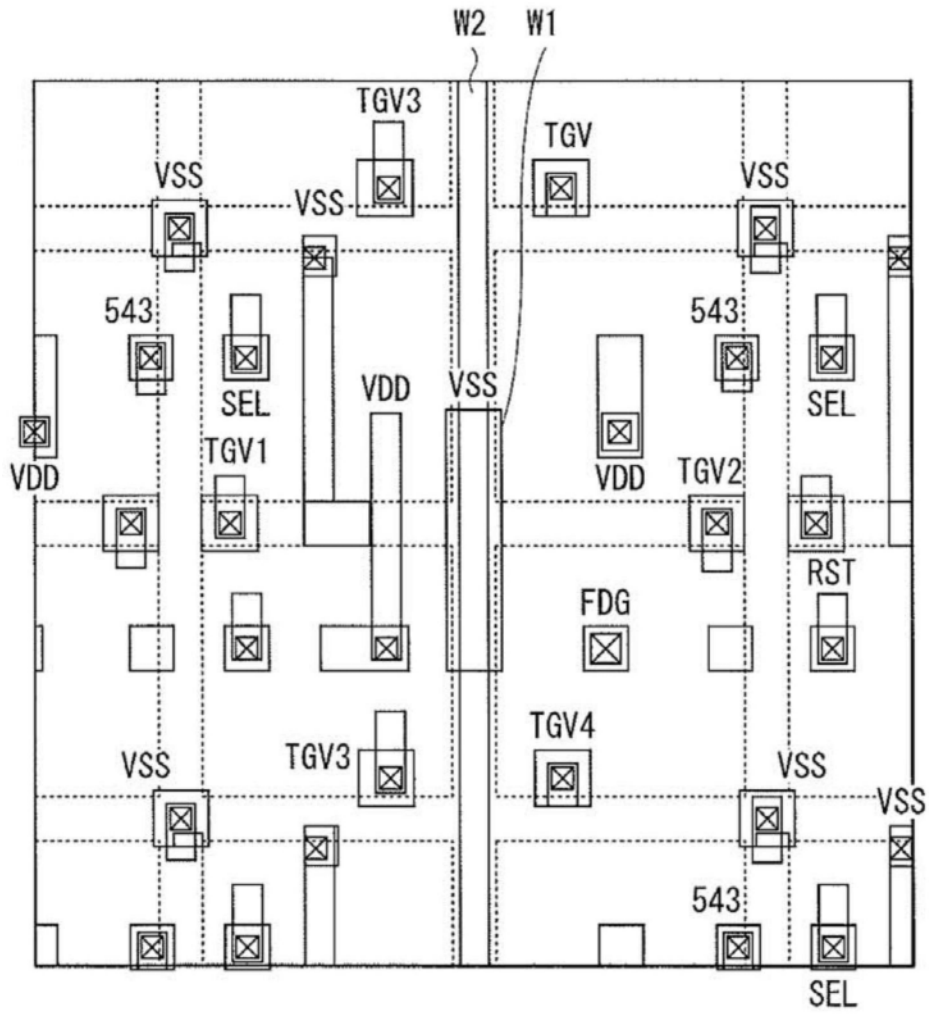 W2 W1
TGV3 TGV
VSS VSS VSS
543 543
SEL VDD VSS SEL
VDD TGV1 VDD TGV2
FDG RST
TGV3 TGV4
VSS VSS VSS
543
SEL